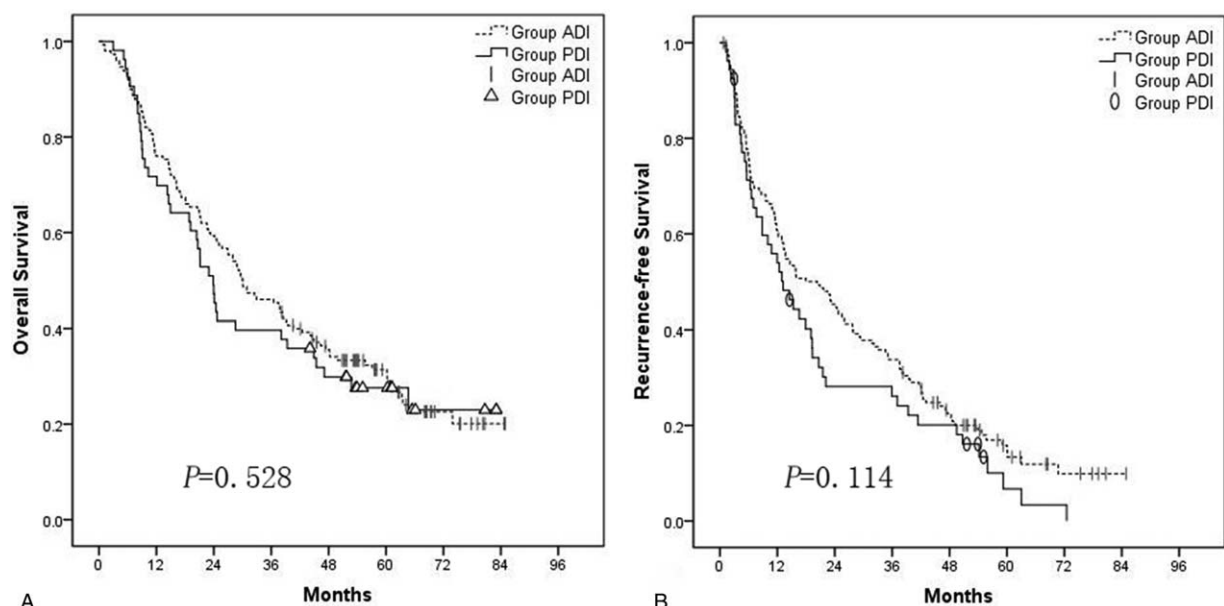 Group ADI
Group PDI
Group ADI
Group PDI
1.0
0.8
0.6
0.4
0.2
0.0
Overall Survival
0 12 24 36 48 60 72 84 96
Months
P=0.528
A
Group ADI
Group PDI
Group ADI
Group PDI
1.0
0.8
0.6
0.4
0.2
0.0
Recurrence-free Survival
0 12 24 36 48 60 72 84 96
Months
P=0.114
B